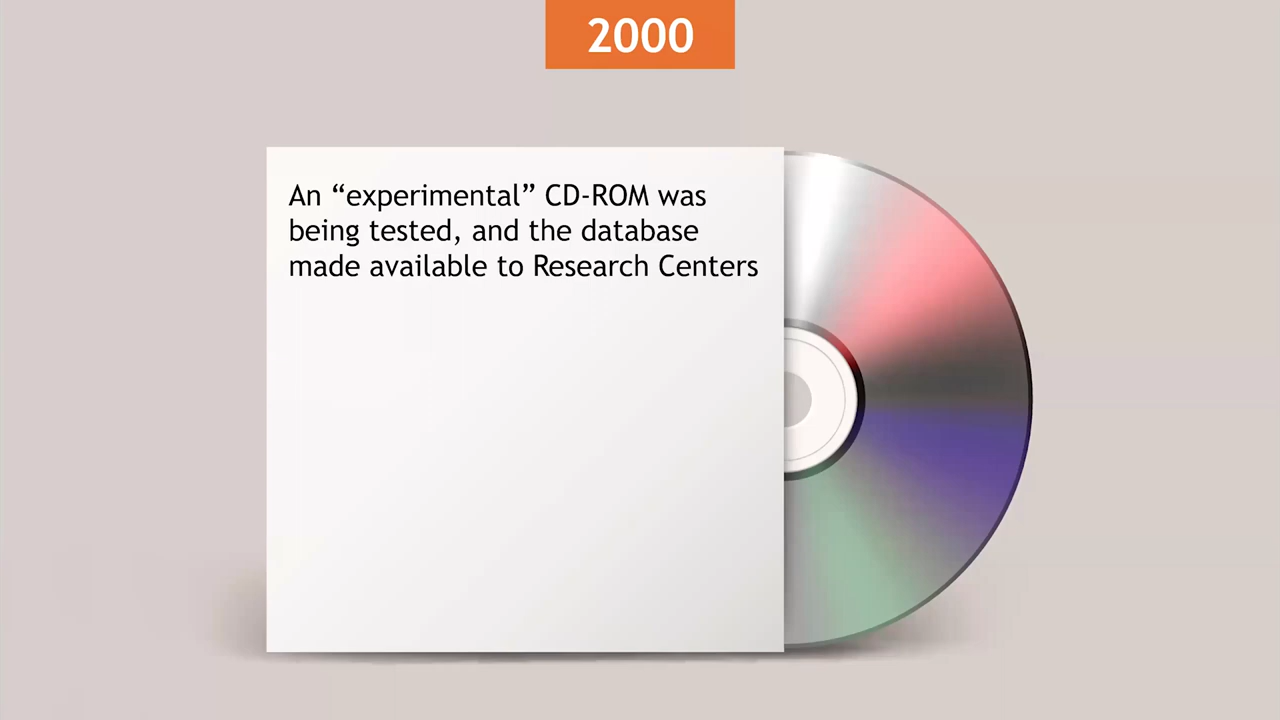 2000
An “experimental” CD-ROM was
being tested, and the database
made available to Research Centers